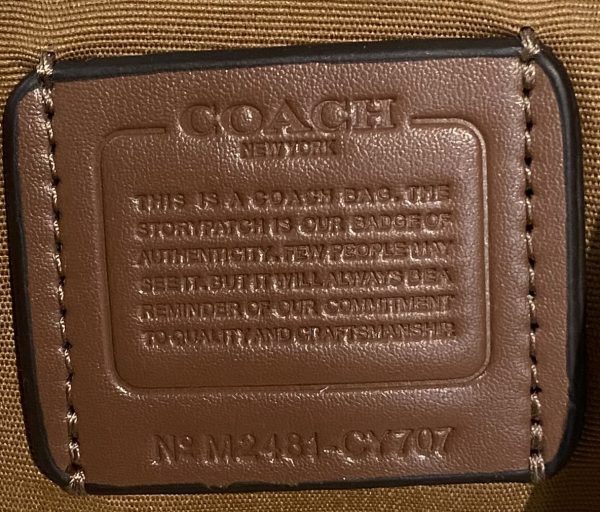 COACH
NEW YORK
THIS IS A COACH BAG. THE
STORY PATCH IS OUR BADGE OF
AUTHENTICITY. FEW PEOPLE MAY
SEE IT, BUT IT WILL ALWAYS BE A
REMINDER OF OUR COMMITMENT
TO QUALITY AND CRAFTSMANSHIP.
Nº M2481-CY707